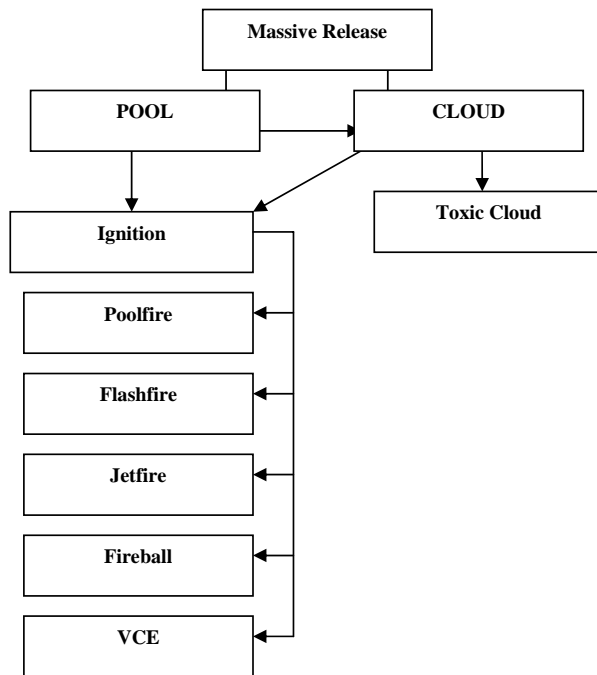 Massive Release
POOL
CLOUD
Toxic Cloud
Ignition
Poolfire
Flashfire
Jetfire
Fireball
VCE